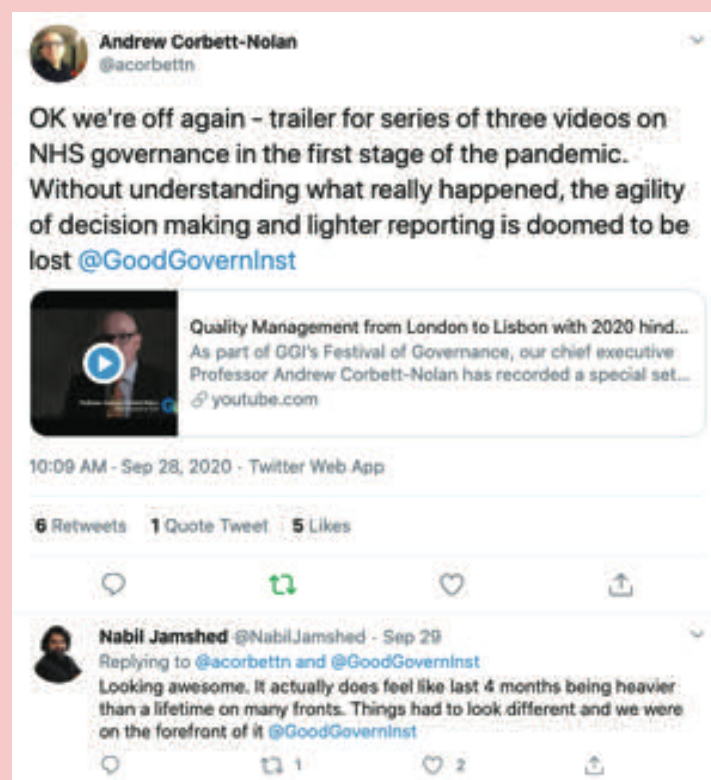 Andrew Corbett-Nolan
@acorbettn
OK we're off again - trailer for series of three videos on
NHS governance in the first stage of the pandemic.
Without understanding what really happened, the agility
of decision making and lighter reporting is doomed to be
lost @GoodGovernInst
Quality Management from London to Lisbon with 2020 hind...
As part of GGI's Festival of Governance, our chief executive
Professor Andrew Corbett-Nolan has recorded a special set...
youtube.com
10:09 AM - Sep 28, 2020 - Twitter Web App
6 Retweets 1 Quote Tweet 5 Likes
Nabil Jamshed @NabilJamshed - Sep 29
Replying to @acorbettn and @GoodGovernInst
Looking awesome. It actually does feel like last 4 months being heavier
than a lifetime on many fronts. Things had to look different and we were
on the forefront of it @GoodGovernInst
1 2